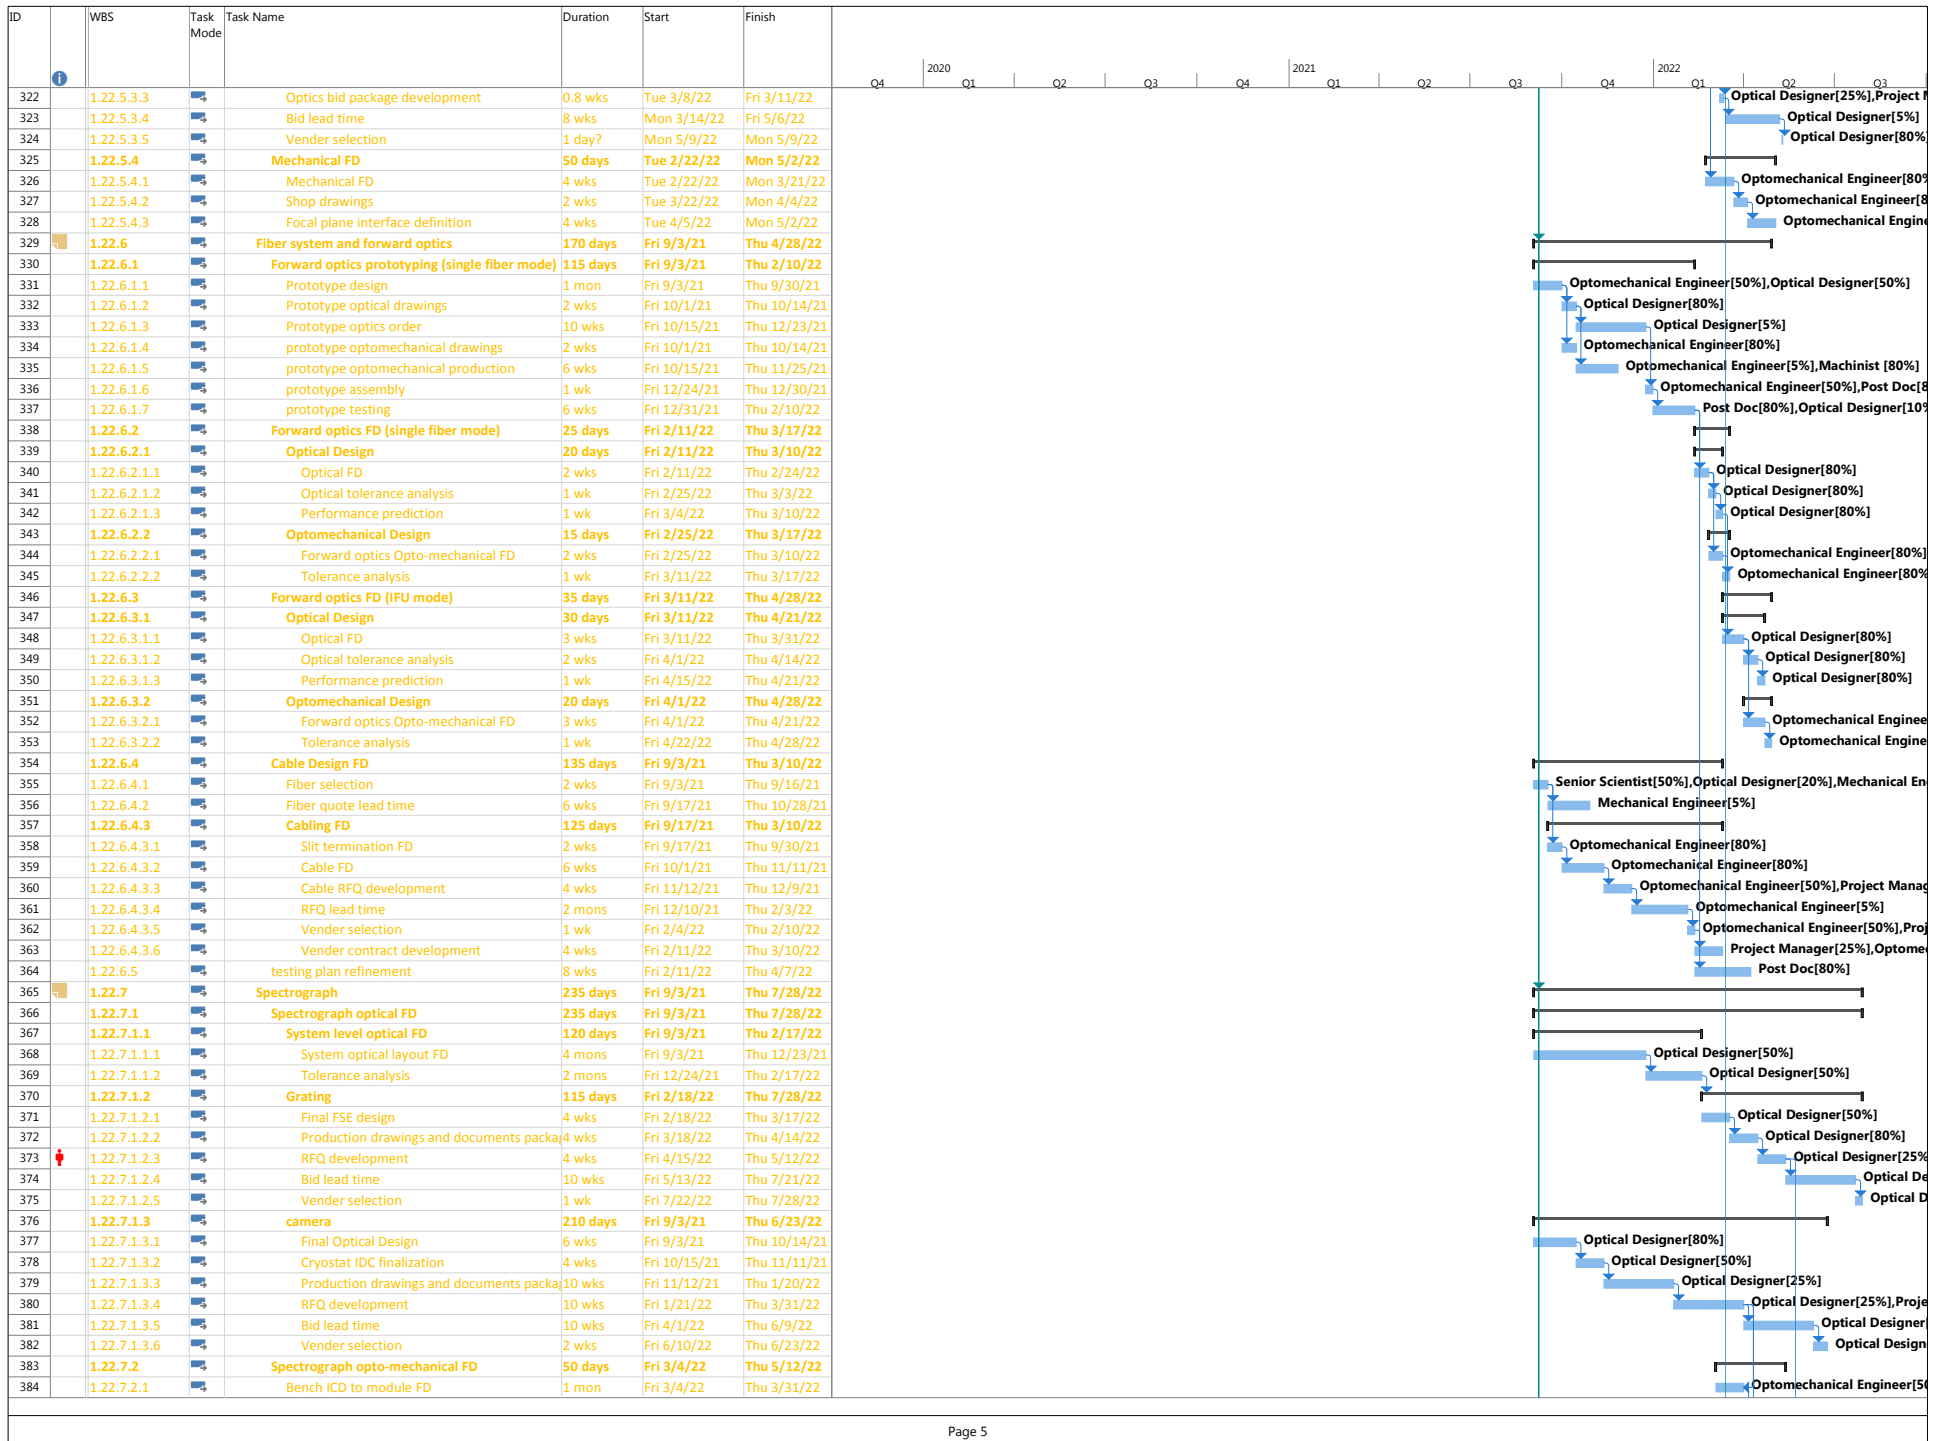 ID WBS Task Mode Task Name Duration Start Finish
2020 2021 2022
Q4 Q1 Q2 Q3 Q4 Q1 Q2 Q3 Q4 Q1 Q2 Q3
322 1.22.5.3.3 Optics bid package development 0.8 wks Tue 3/8/22 Fri 3/11/22 Optical Designer[25%],Project
323 1.22.5.3.4 Bid lead time 8 wks Mon 3/14/22 Fri 5/6/22 Optical Designer[5%]
324 1.22.5.3.5 Vender selection 1 day? Mon 5/9/22 Mon 5/9/22 Optical Designer[80%]
325 1.22.5.4 Mechanical FD 50 days Tue 2/22/22 Mon 5/2/22
326 1.22.5.4.1 Mechanical FD 4 wks Tue 2/22/22 Mon 3/21/22 Optomechanical Engineer[80%
327 1.22.5.4.2 Shop drawings 2 wks Tue 3/22/22 Mon 4/4/22 Optomechanical Engineer[8
328 1.22.5.4.3 Focal plane interface definition 4 wks Tue 4/5/22 Mon 5/2/22 Optomechanical Engine
329 1.22.6 Fiber system and forward optics 170 days Fri 9/3/21 Thu 4/28/22
330 1.22.6.1 Forward optics prototyping (single fiber mode) 115 days Fri 9/3/21 Thu 2/10/22
331 1.22.6.1.1 Prototype design 1 mon Fri 9/3/21 Thu 9/30/21 Optomechanical Engineer[50%],Optical Designer[50%]
332 1.22.6.1.2 Prototype optical drawings 2 wks Fri 10/1/21 Thu 10/14/21 Optical Designer[80%]
333 1.22.6.1.3 Prototype optics order 10 wks Fri 10/15/21 Thu 12/23/21 Optical Designer[5%]
334 1.22.6.1.4 prototype optomechanical drawings 2 wks Fri 10/1/21 Thu 10/14/21 Optomechanical Engineer[80%]
335 1.22.6.1.5 prototype optomechanical production 6 wks Fri 10/15/21 Thu 11/25/21 Optomechanical Engineer[5%],Machinist [80%]
336 1.22.6.1.6 prototype assembly 1 wk Fri 12/24/21 Thu 12/30/21 Optomechanical Engineer[50%],Post Doc[8
337 1.22.6.1.7 prototype testing 6 wks Fri 12/31/21 Thu 2/10/22 Post Doc[80%],Optical Designer[10%
338 1.22.6.2 Forward optics FD (single fiber mode) 25 days Fri 2/11/22 Thu 3/17/22
339 1.22.6.2.1 Optical Design 20 days Fri 2/11/22 Thu 3/10/22
340 1.22.6.2.1.1 Optical FD 2 wks Fri 2/11/22 Thu 2/24/22 Optical Designer[80%]
341 1.22.6.2.1.2 Optical tolerance analysis 1 wk Fri 2/25/22 Thu 3/3/22 Optical Designer[80%]
342 1.22.6.2.1.3 Performance prediction 1 wk Fri 3/4/22 Thu 3/10/22 Optical Designer[80%]
343 1.22.6.2.2 Optomechanical Design 15 days Fri 2/25/22 Thu 3/17/22
344 1.22.6.2.2.1 Forward optics Opto-mechanical FD 2 wks Fri 2/25/22 Thu 3/10/22 Optomechanical Engineer[80%]
345 1.22.6.2.2.2 Tolerance analysis 1 wk Fri 3/11/22 Thu 3/17/22 Optomechanical Engineer[80%
346 1.22.6.3 Forward optics FD (IFU mode) 35 days Fri 3/11/22 Thu 4/28/22
347 1.22.6.3.1 Optical Design 30 days Fri 3/11/22 Thu 4/21/22
348 1.22.6.3.1.1 Optical FD 3 wks Fri 3/11/22 Thu 3/31/22 Optical Designer[80%]
349 1.22.6.3.1.2 Optical tolerance analysis 2 wks Fri 4/1/22 Thu 4/14/22 Optical Designer[80%]
350 1.22.6.3.1.3 Performance prediction 1 wk Fri 4/15/22 Thu 4/21/22 Optical Designer[80%]
351 1.22.6.3.2 Optomechanical Design 20 days Fri 4/1/22 Thu 4/28/22
352 1.22.6.3.2.1 Forward optics Opto-mechanical FD 3 wks Fri 4/1/22 Thu 4/21/22 Optomechanical Enginee
353 1.22.6.3.2.2 Tolerance analysis 1 wk Fri 4/22/22 Thu 4/28/22 Optomechanical Engine
354 1.22.6.4 Cable Design FD 135 days Fri 9/3/21 Thu 3/10/22
355 1.22.6.4.1 Fiber selection 2 wks Fri 9/3/21 Thu 9/16/21 Senior Scientist[50%],Optical Designer[20%],Mechanical En
356 1.22.6.4.2 Fiber quote lead time 6 wks Fri 9/17/21 Thu 10/28/21 Mechanical Engineer[5%]
357 1.22.6.4.3 Cabling FD 125 days Fri 9/17/21 Thu 3/10/22
358 1.22.6.4.3.1 Slit termination FD 2 wks Fri 9/17/21 Thu 9/30/21 Optomechanical Engineer[80%]
359 1.22.6.4.3.2 Cable FD 6 wks Fri 10/1/21 Thu 11/11/21 Optomechanical Engineer[80%]
360 1.22.6.4.3.3 Cable RFQ development 4 wks Fri 11/12/21 Thu 12/9/21 Optomechanical Engineer[50%],Project Manag
361 1.22.6.4.3.4 RFQ lead time 2 mons Fri 12/10/21 Thu 2/3/22 Optomechanical Engineer[5%]
362 1.22.6.4.3.5 Vender selection 1 wk Fri 2/4/22 Thu 2/10/22 Optomechanical Engineer[50%],Proj
363 1.22.6.4.3.6 Vender contract development 4 wks Fri 2/11/22 Thu 3/10/22 Project Manager[25%],Optome
364 1.22.6.5 testing plan refinement 8 wks Fri 2/11/22 Thu 4/7/22 Post Doc[80%]
365 1.22.7 Spectrograph 235 days Fri 9/3/21 Thu 7/28/22
366 1.22.7.1 Spectrograph optical FD 235 days Fri 9/3/21 Thu 7/28/22
367 1.22.7.1.1 System level optical FD 120 days Fri 9/3/21 Thu 2/17/22
368 1.22.7.1.1.1 System optical layout FD 4 mons Fri 9/3/21 Thu 12/23/21 Optical Designer[50%]
369 1.22.7.1.1.2 Tolerance analysis 2 mons Fri 12/24/21 Thu 2/17/22 Optical Designer[50%]
370 1.22.7.1.2 Grating 115 days Fri 2/18/22 Thu 7/28/22
371 1.22.7.1.2.1 Final FSE design 4 wks Fri 2/18/22 Thu 3/17/22 Optical Designer[50%]
372 1.22.7.1.2.2 Production drawings and documents packa 4 wks Fri 3/18/22 Thu 4/14/22 Optical Designer[80%]
373 1.22.7.1.2.3 RFQ development 4 wks Fri 4/15/22 Thu 5/12/22 Optical Designer[25%
374 1.22.7.1.2.4 Bid lead time 10 wks Fri 5/13/22 Thu 7/21/22 Optical De
375 1.22.7.1.2.5 Vender selection 1 wk Fri 7/22/22 Thu 7/28/22 Optical D
376 1.22.7.1.3 camera 210 days Fri 9/3/21 Thu 6/23/22
377 1.22.7.1.3.1 Final Optical Design 6 wks Fri 9/3/21 Thu 10/14/21 Optical Designer[80%]
378 1.22.7.1.3.2 Cryostat IDC finalization 4 wks Fri 10/15/21 Thu 11/11/21 Optical Designer[50%]
379 1.22.7.1.3.3 Production drawings and documents packa 10 wks Fri 11/12/21 Thu 1/20/22 Optical Designer[25%]
380 1.22.7.1.3.4 RFQ development 10 wks Fri 1/21/22 Thu 3/31/22 Optical Designer[25%],Proje
381 1.22.7.1.3.5 Bid lead time 10 wks Fri 4/1/22 Thu 6/9/22 Optical Designer[
382 1.22.7.1.3.6 Vender selection 2 wks Fri 6/10/22 Thu 6/23/22 Optical Design
383 1.22.7.2 Spectrograph opto-mechanical FD 50 days Fri 3/4/22 Thu 5/12/22
384 1.22.7.2.1 Bench ICD to module FD 1 mon Fri 3/4/22 Thu 3/31/22 Optomechanical Engineer[50
Page 5